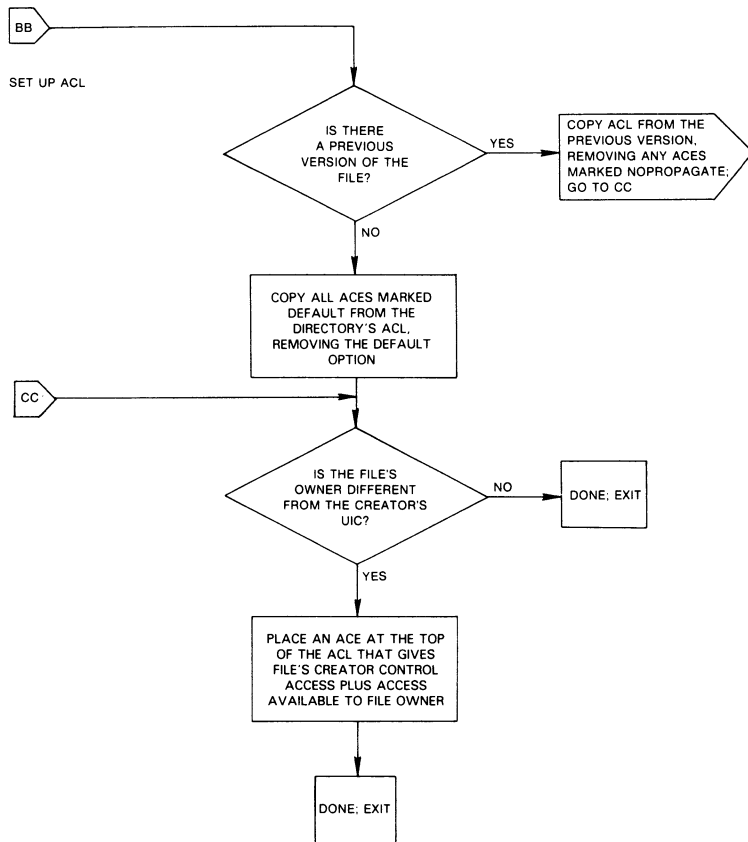 BB
SET UP ACL
IS THERE
A PREVIOUS
VERSION OF THE
FILE?
YES
COPY ACL FROM THE
PREVIOUS VERSION,
REMOVING ANY ACES
MARKED NOPROPAGATE;
GO TO CC
NO
COPY ALL ACES MARKED
DEFAULT FROM THE
DIRECTORY'S ACL,
REMOVING THE DEFAULT
OPTION
CC
IS THE FILE'S
OWNER DIFFERENT
FROM THE CREATOR'S
UIC?
NO
DONE; EXIT
YES
PLACE AN ACE AT THE TOP
OF THE ACL THAT GIVES
FILE'S CREATOR CONTROL
ACCESS PLUS ACCESS
AVAILABLE TO FILE OWNER
DONE; EXIT